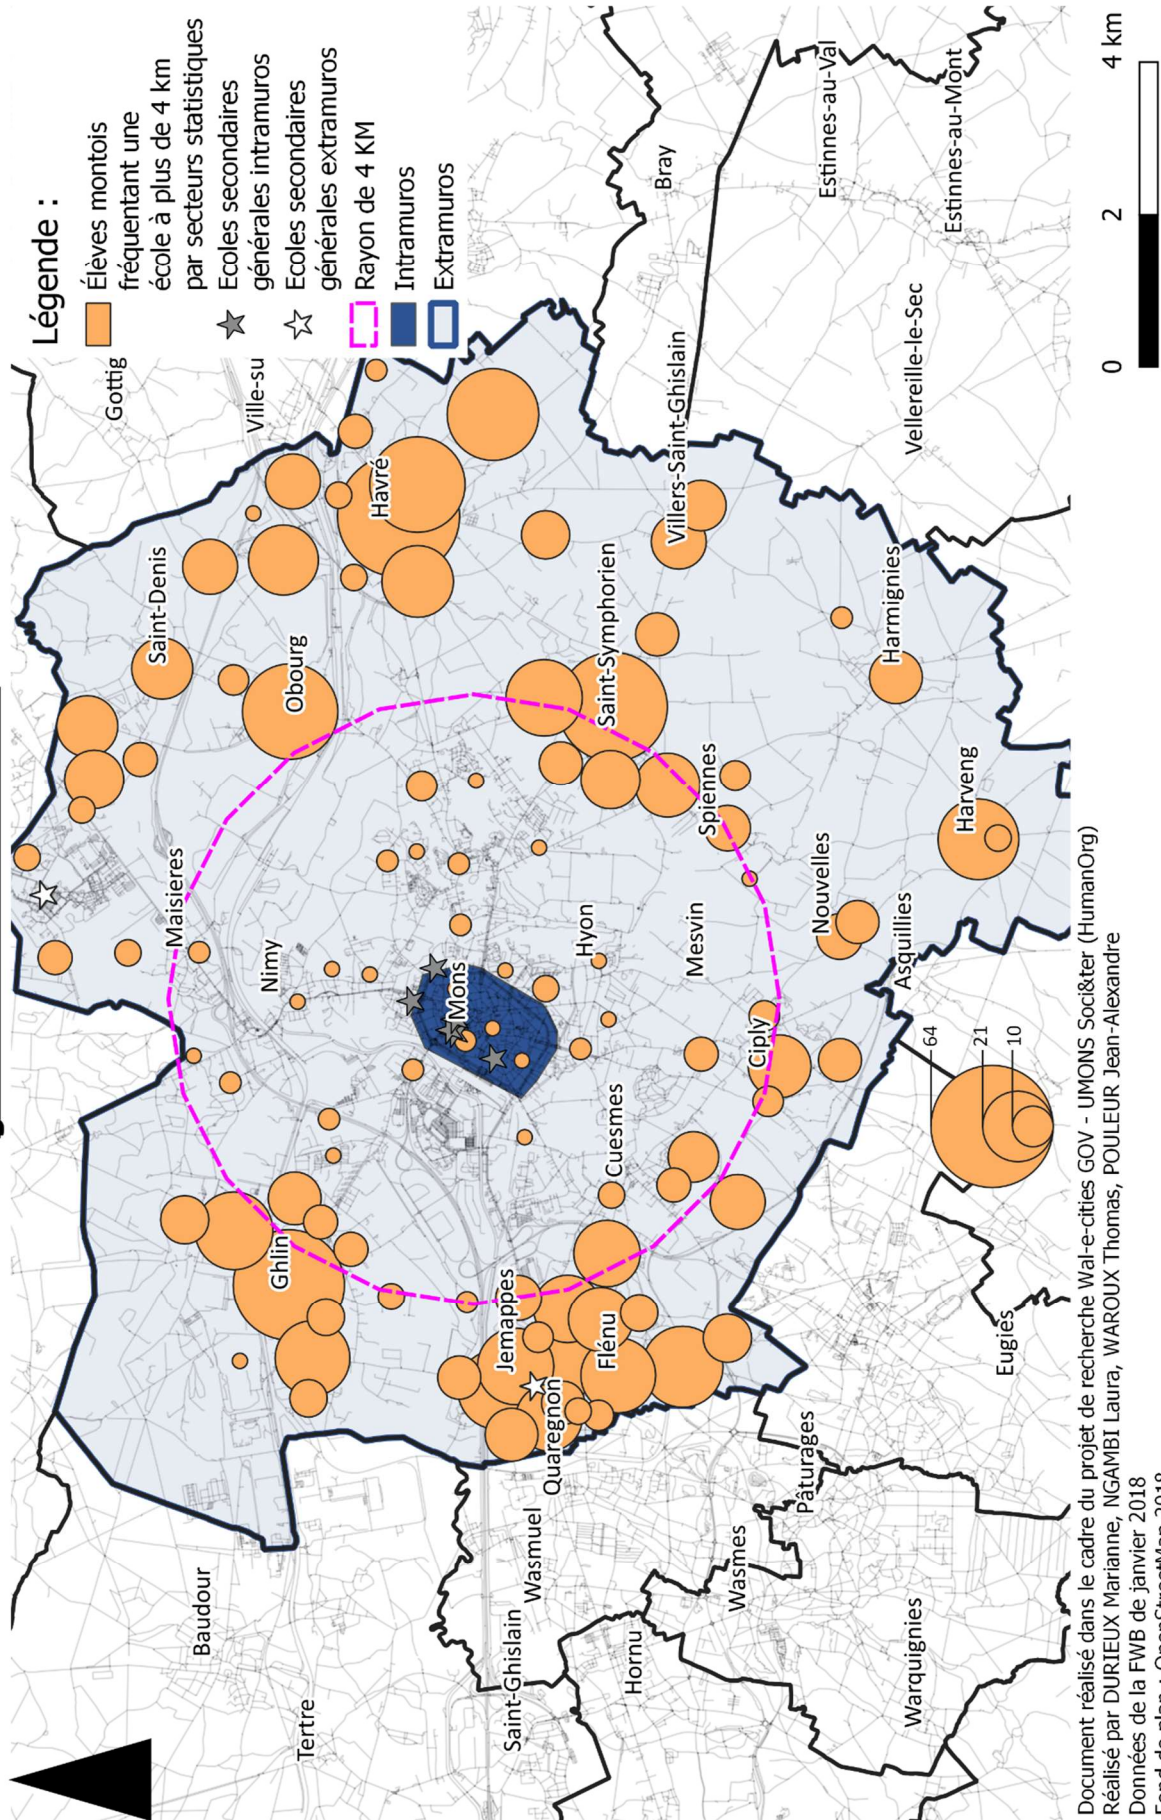 Légende :
Élèves montois
fréquentant une
école à plus de 4 km
par secteurs statistiques
Ecoles secondaires
générales intramuros
Ecoles secondaires
générales extramuros
Rayon de 4 KM
Intramuros
Extramuros
Gottig
Ville-su
Saint-Denis
Obourg
Havré
Maisieres
Nimy
Ghlin
Baudour
Tertre
Mons
Bray
Saint-Symphorien
Villers-Saint-Ghislain
Estinnes-au-Val
Estinnes-au-Mont
Vellereille-le-Sec
Spiennes
Hyon
Mesvin
Cuesmes
Jemappes
Flénu
Quaregnon
Wasmuel
Saint-Ghislain
Hornu
Wasmes
Pâturages
Warquignies
Eugies
Ciply
Nouvelles
Asquillies
Harveng
Harmignies
64
21
10
0 2 4 km
Document réalisé dans le cadre du projet de recherche Wal-e-cities GOV - UMONS Soci&ter (HumanOrg)
Réalisé par DURIEUX Marianne, NGAMBI Laura, WAROUX Thomas, POULEUR Jean-Alexandre
Données de la FWB de janvier 2018
Fond de plan : OpenStreetMap 2018